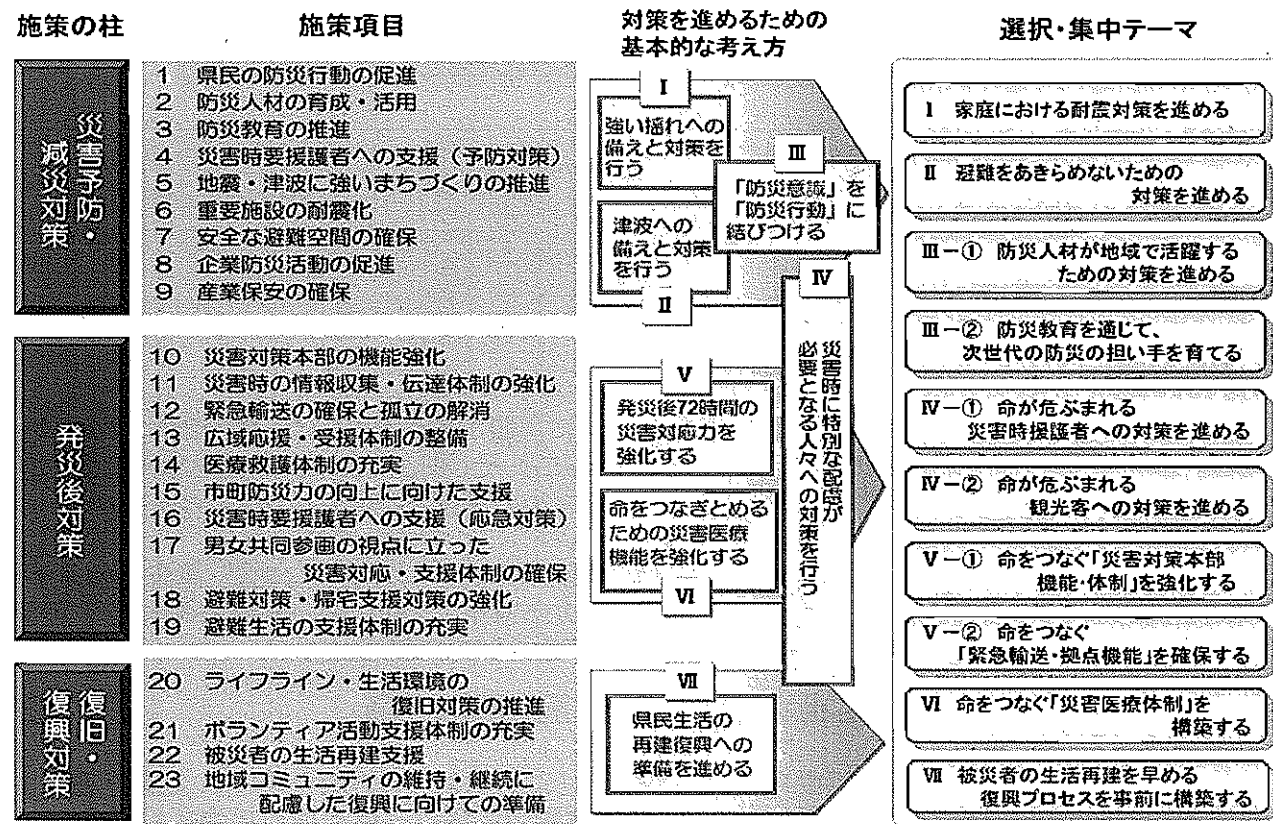 施策の柱
施策項目
対策を進めるための
基本的な考え方
選択・集中テーマ
災害予防・
減災対策
1 県民の防災行動の促進
2 防災人材の育成・活用
3 防災教育の推進
4 災害時要援護者への支援（予防対策）
5 地震・津波に強いまちづくりの推進
6 重要施設の耐震化
7 安全な避難空間の確保
8 企業防災活動の促進
9 産業保安の確保
発災後対策
10 災害対策本部の機能強化
11 災害時の情報収集・伝達体制の強化
12 緊急輸送の確保と孤立の解消
13 広域応援・受援体制の整備
14 医療救護体制の充実
15 市町防災力の向上に向けた支援
16 災害時要援護者への支援（応急対策）
17 男女共同参画の視点に立った
災害対応・支援体制の確保
18 避難対策・帰宅支援対策の強化
19 避難生活の支援体制の充実
復旧・
復興対策
20 ライフライン・生活環境の
復旧対策の推進
21 ボランティア活動支援体制の充実
22 被災者の生活再建支援
23 地域コミュニティの維持・継続に
配慮した復興に向けての準備
Ⅰ
強い揺れへの
備えと対策を
行う
津波への
備えと対策
を行う
Ⅱ
Ⅲ
「防災意識」を
「防災行動」に
結びつける
Ⅳ
災害時に特別な配慮が
必要となる人々への対策を行う
Ⅴ
発災後72時間の
災害対応力を
強化する
命をつなぎとめる
ための災害医療
機能を強化する
Ⅵ
Ⅶ
県民生活の
再建復興への
準備を進める
Ⅰ 家庭における耐震対策を進める
Ⅱ 避難をあきらめないための
対策を進める
Ⅲ－① 防災人材が地域で活躍する
ための対策を進める
Ⅲ－② 防災教育を通じて、
次世代の防災の担い手を育てる
Ⅳ－① 命が危ぶまれる
災害時援護者への対策を進める
Ⅳ－② 命が危ぶまれる
観光客への対策を進める
Ⅴ－① 命をつなぐ「災害対策本部
機能・体制」を強化する
Ⅴ－② 命をつなぐ
「緊急輸送・拠点機能」を確保する
Ⅵ 命をつなぐ「災害医療体制」を
構築する
Ⅶ 被災者の生活再建を早める
復興プロセスを事前に構築する